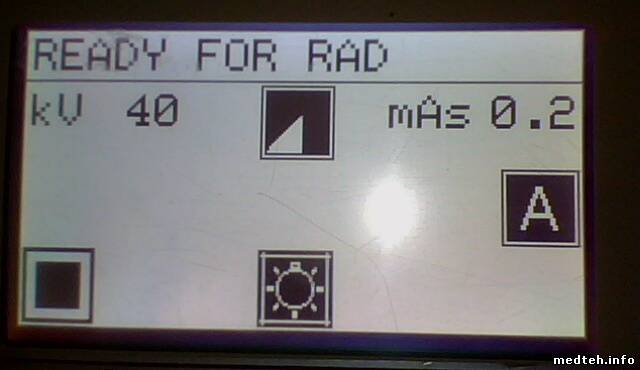 READY FOR RAD
kV 40 mAs 0.2
A
medteh.info